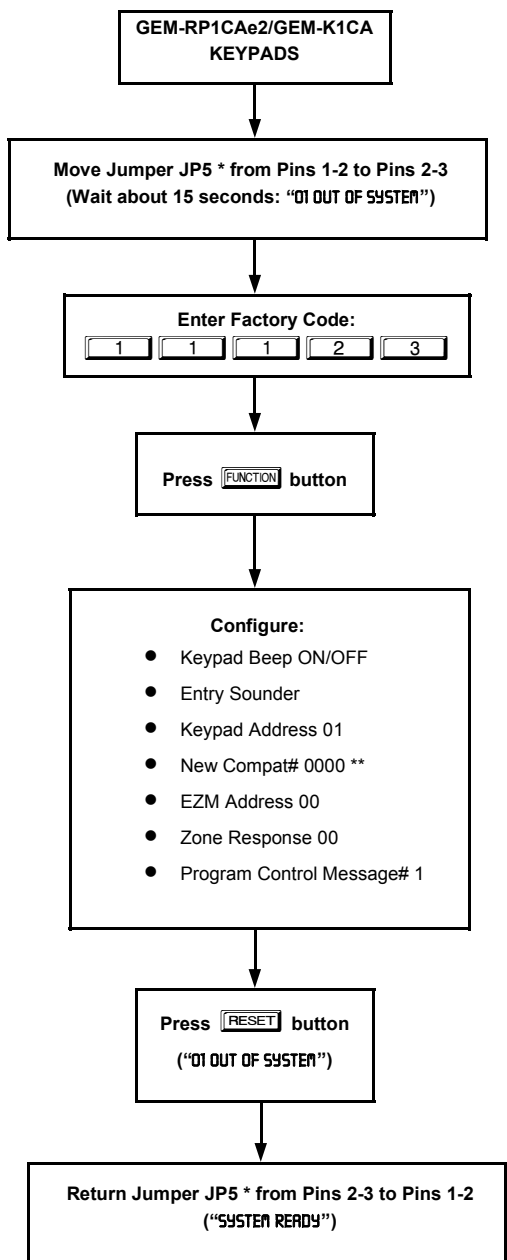 GEM-RP1CAe2/GEM-K1CA
KEYPADS
Move Jumper JP5 * from Pins 1-2 to Pins 2-3
(Wait about 15 seconds: “01 OUT OF SYSTEM”)
Enter Factory Code:
1 1 1 2 3
Press FUNCTION button
Configure:
● Keypad Beep ON/OFF
● Entry Sounder
● Keypad Address 01
● New Compat# 0000 **
● EZM Address 00
● Zone Response 00
● Program Control Message# 1
Press RESET button
(“01 OUT OF SYSTEM”)
Return Jumper JP5 * from Pins 2-3 to Pins 1-2
(“SYSTEM READY”)